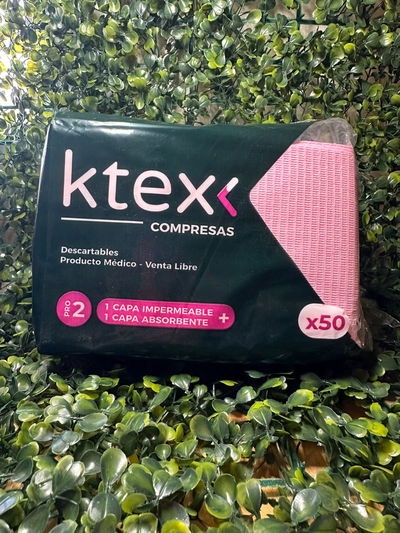 ktex
COMPRESAS
Descartables
Producto Médico - Venta Libre
PRO 2
1 CAPA IMPERMEABLE
1 CAPA ABSORBENTE +
x50